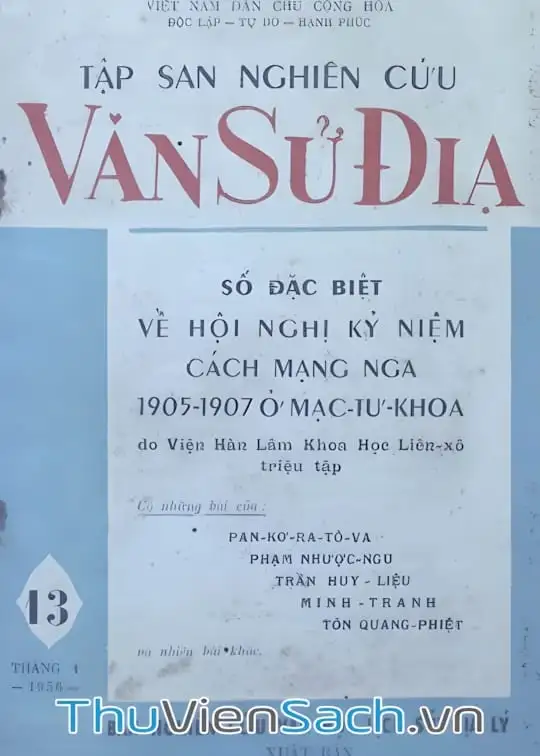 VIỆT NAM DÂN CHỦ CỘNG HÒA
ĐỘC LẬP — TỰ DO — HẠNH PHÚC
TẬP SAN NGHIÊN CỨU
VĂN SỬ ĐỊA
SỐ ĐẶC BIỆT
VỀ HỘI NGHỊ KỶ NIỆM
CÁCH MẠNG NGA
1905-1907 Ở MẠC-TƯ-KHOA
do Viện Hàn Lâm Khoa Học Liên-xô
triệu tập
Có những bài của :
PAN-KƠ-RA-TÔ-VA
PHẠM NHƯỢC-NGU
TRẦN HUY - LIỆU
MINH - TRANH
TÔN QUANG-PHIỆT
và nhiều bài khác.
13
THÁNG 1
— 1956 —
ThuVienSach.vn
LÝ
XUẤT BẢN